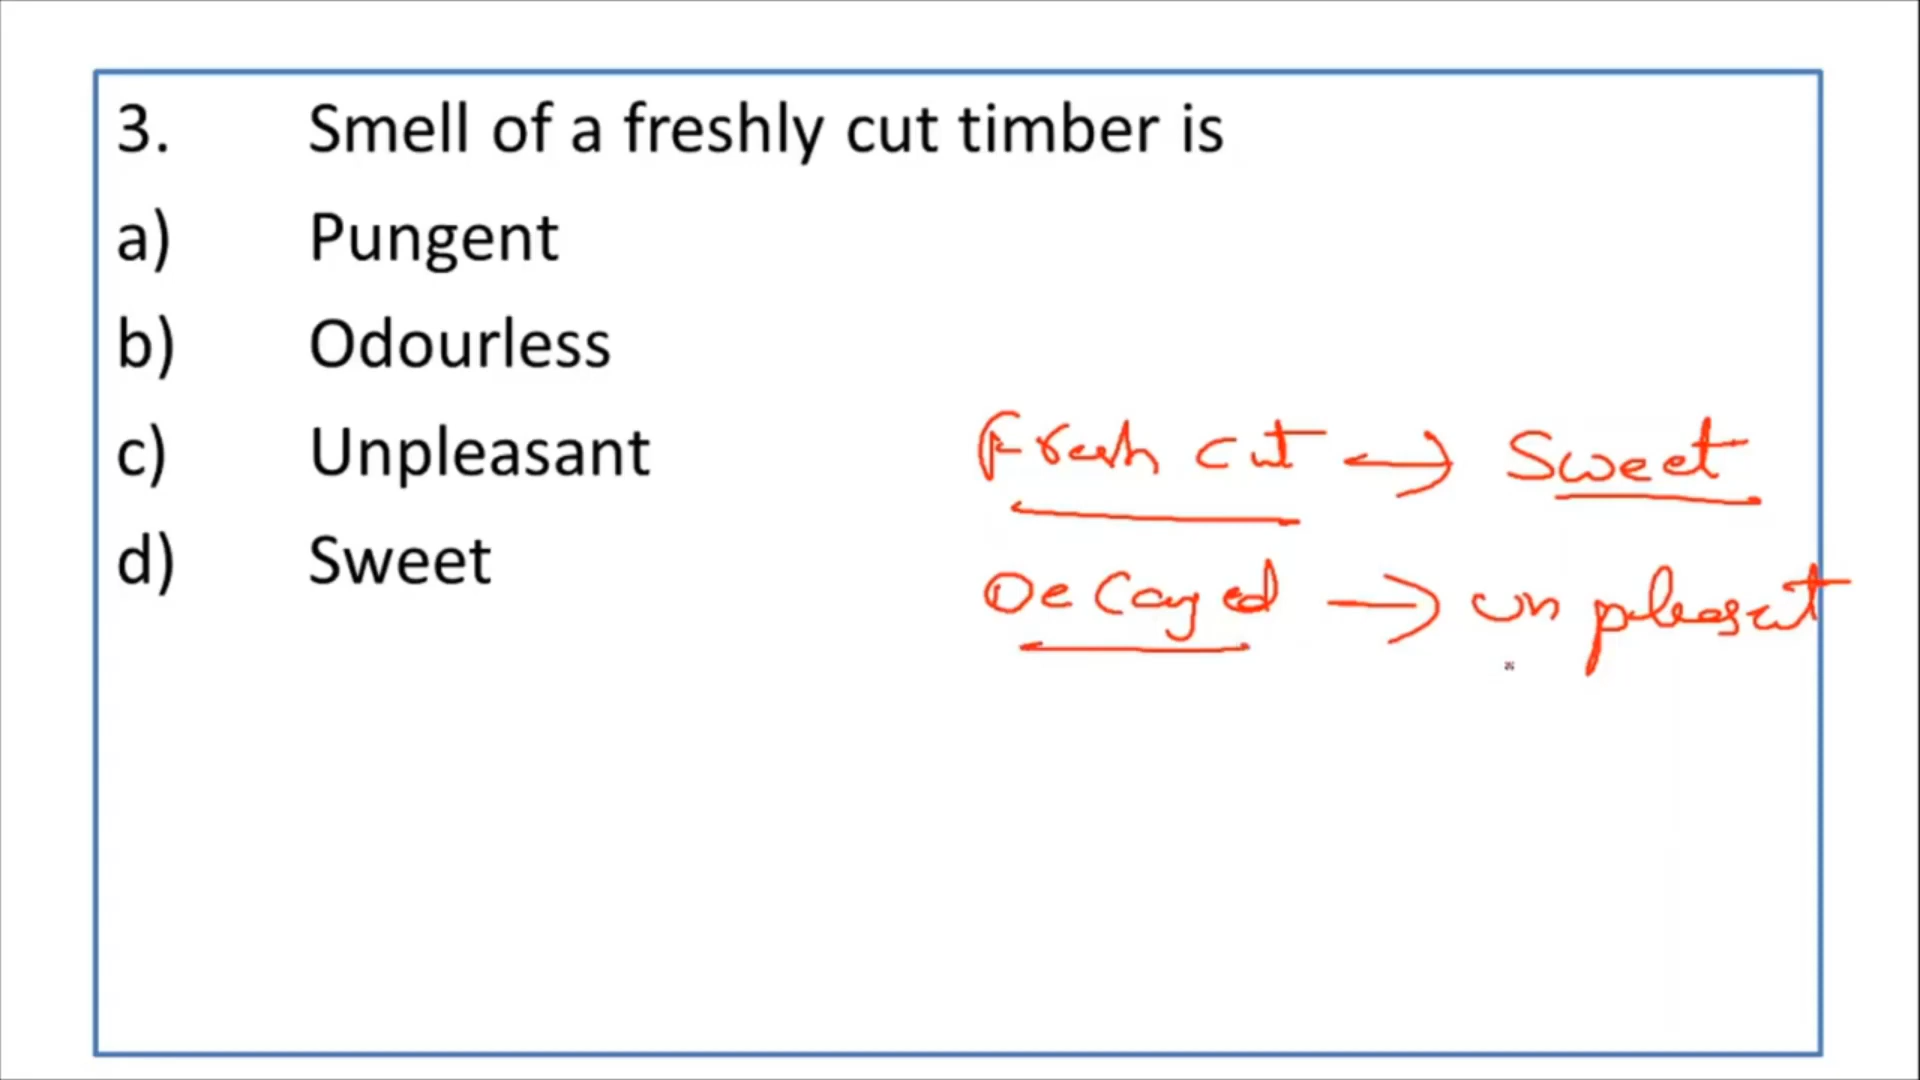 3. Smell of a freshly cut timber is
a) Pungent
b) Odourless
c) Unpleasant
d) Sweet
Fresh cut → Sweet
Decayed → unpleasant